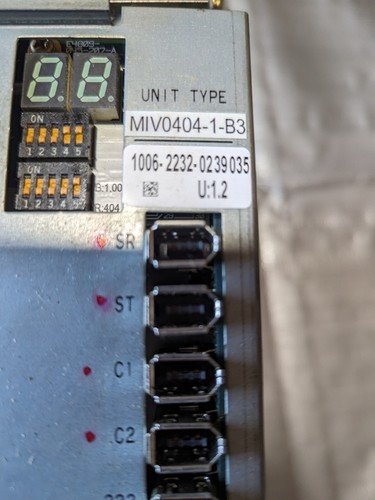 UNIT TYPE
MIV0404-1-B3
1006-2232-0239035
U:1.2
ON
1 2 3 4 5
ON
1 2 3 4 5
SR
ST
C1
C2